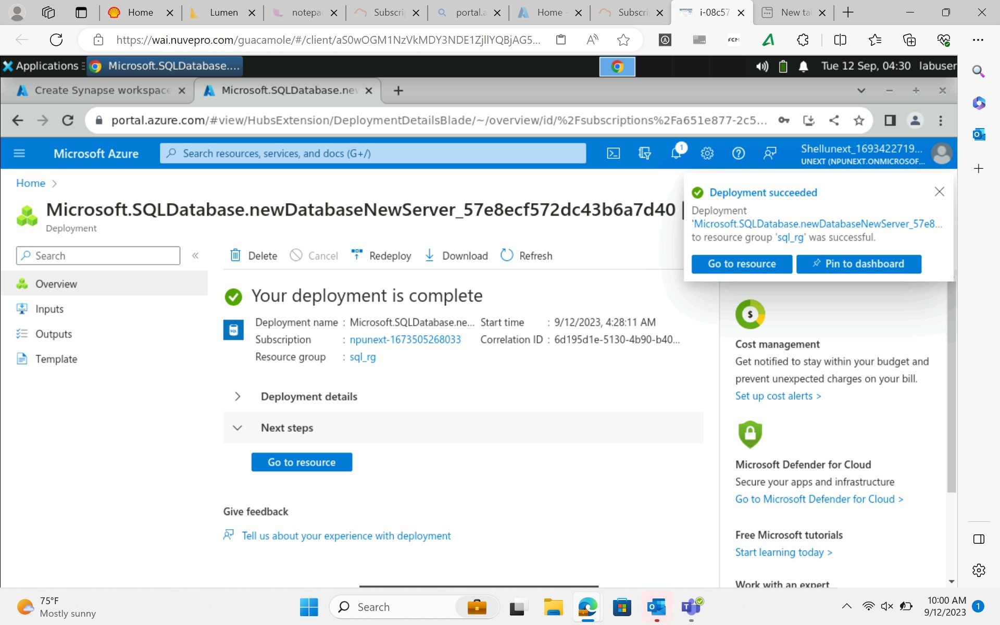 Home
Lumen
notepa
Subscri
portal.a
Home -
Subscri
i-08c57
New ta
https://wai.nuvepro.com/guacamole/#/client/aS0wOGM1NzVkMDY3NDE1ZjllYQBjAG5...
FCM
Applications
Microsoft.SQLDatabase....
Tue 12 Sep, 04:30 labuser
Create Synapse workspace
Microsoft.SQLDatabase.new
portal.azure.com/#view/HubsExtension/DeploymentDetailsBlade/~/overview/id/%2Fsubscriptions%2Fa651e877-2c5...
Microsoft Azure
Search resources, services, and docs (G+/)
1
Shellunext_1693422719...
UNEXT (NPUNEXT.ONMICROSOF...
Home >
Microsoft.SQLDatabase.newDatabaseNewServer_57e8ecf572dc43b6a7d40 |
Deployment
Deployment succeeded
Deployment
'Microsoft.SQLDatabase.newDatabaseNewServer_57e8...
to resource group 'sql_rg' was successful.
Go to resource
Pin to dashboard
Search
«
Delete
Cancel
Redeploy
Download
Refresh
Overview
Inputs
Outputs
Template
Your deployment is complete
SQL
Deployment name : Microsoft.SQLDatabase.ne...
Start time : 9/12/2023, 4:28:11 AM
Subscription : npunext-1673505268033
Correlation ID : 6d195d1e-5130-4b90-b40...
Resource group : sql_rg
Deployment details
Next steps
Go to resource
Give feedback
Tell us about your experience with deployment
$
Cost management
Get notified to stay within your budget and
prevent unexpected charges on your bill.
Set up cost alerts >
Microsoft Defender for Cloud
Secure your apps and infrastructure
Go to Microsoft Defender for Cloud >
Free Microsoft tutorials
Start learning today >
Work with an expert
75°F
Mostly sunny
Search
10:00 AM
9/12/2023
1